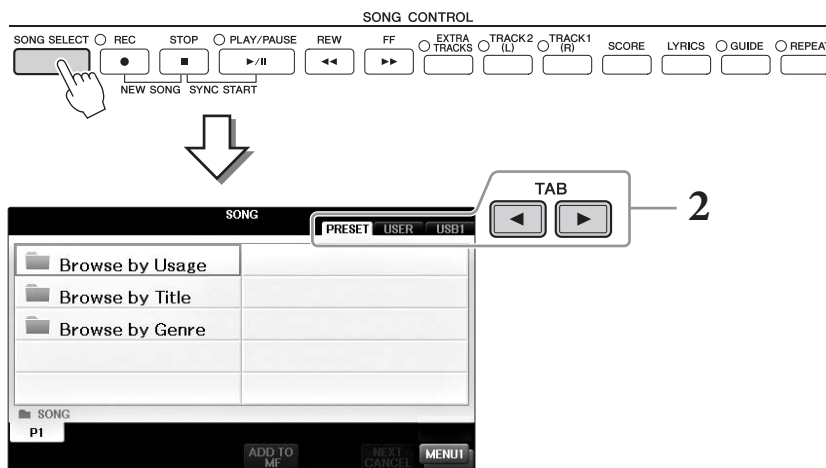 SONG CONTROL
SONG SELECT REC STOP PLAY/PAUSE REW FF EXTRA TRACKS TRACK2 (L) TRACK1 (R) SCORE LYRICS GUIDE REPEAT
NEW SONG SYNC START
TAB
2
SONG
PRESET USER USB1
Browse by Usage
Browse by Title
Browse by Genre
SONG
P1
ADD TO MF NEXT CANCEL MENU1